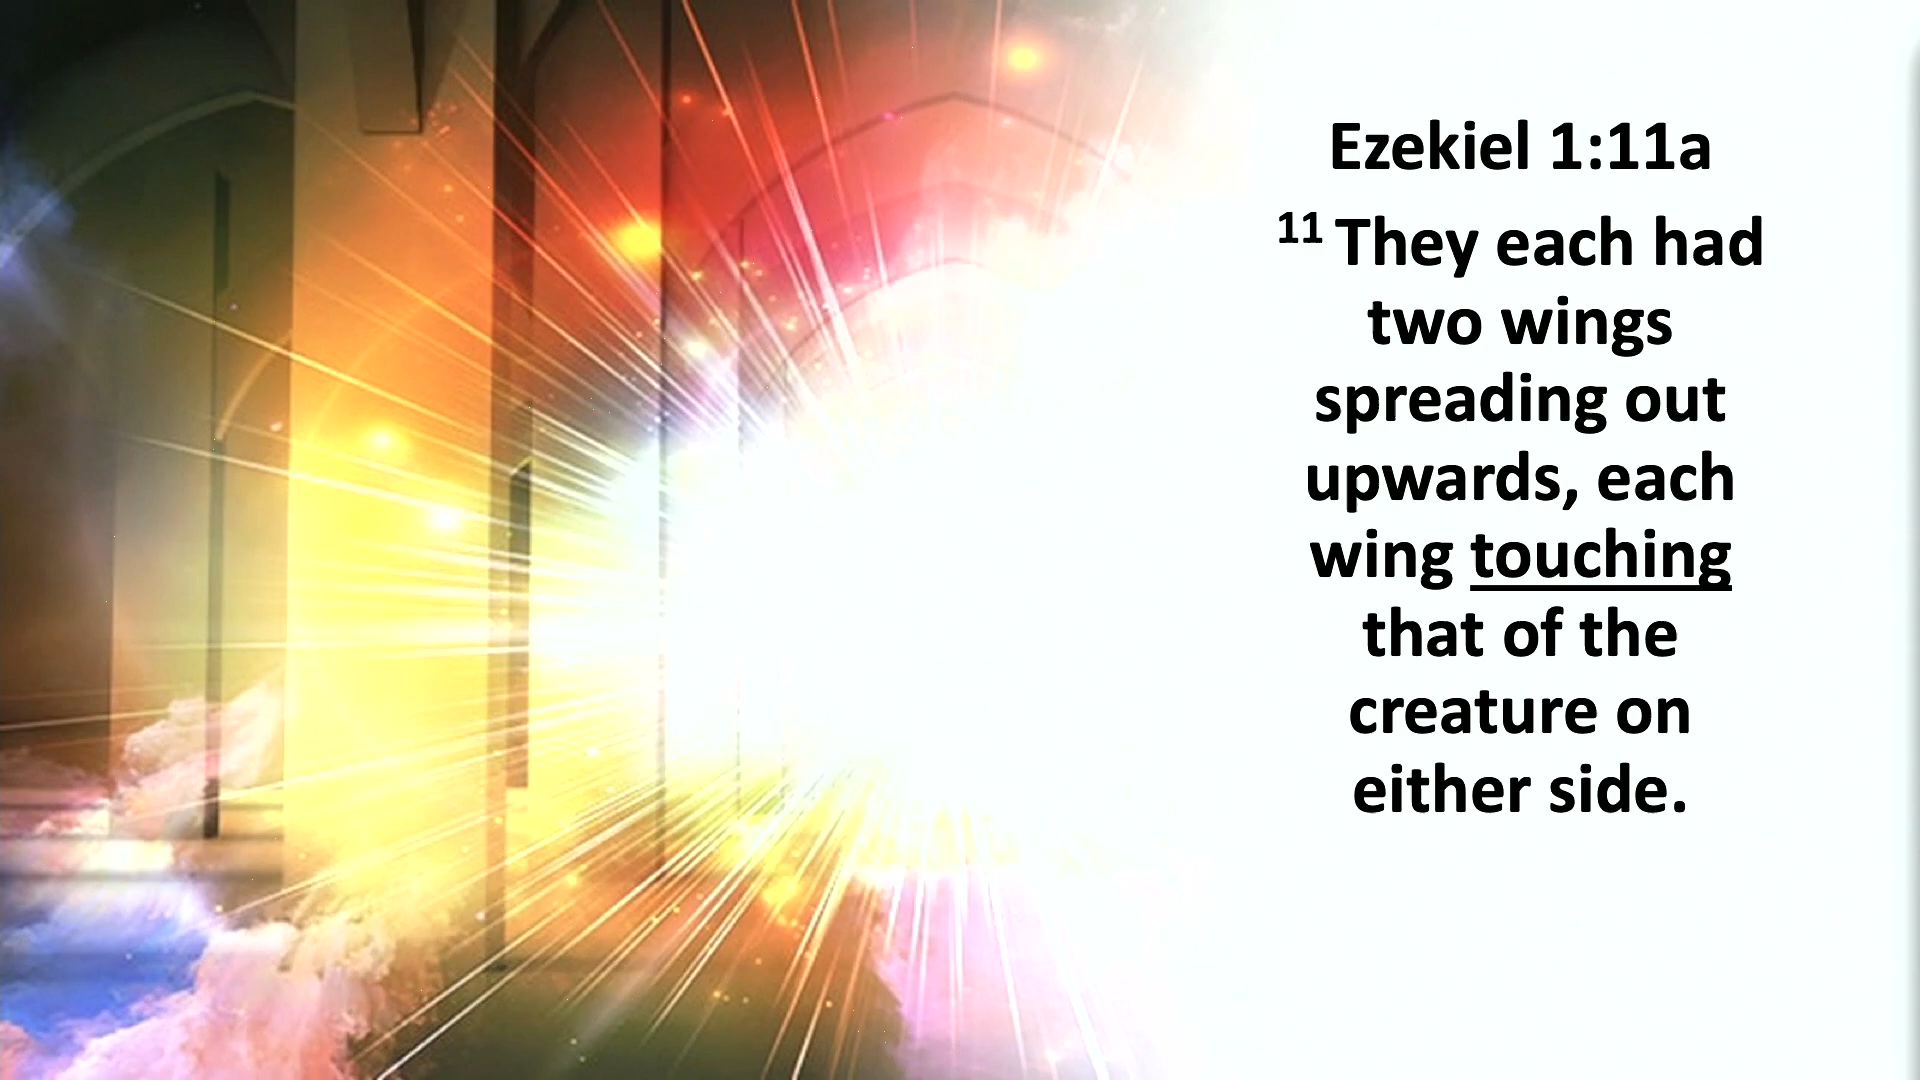 Ezekiel 1:11a
11 They each had
two wings
spreading out
upwards, each
wing touching
that of the
creature on
either side.